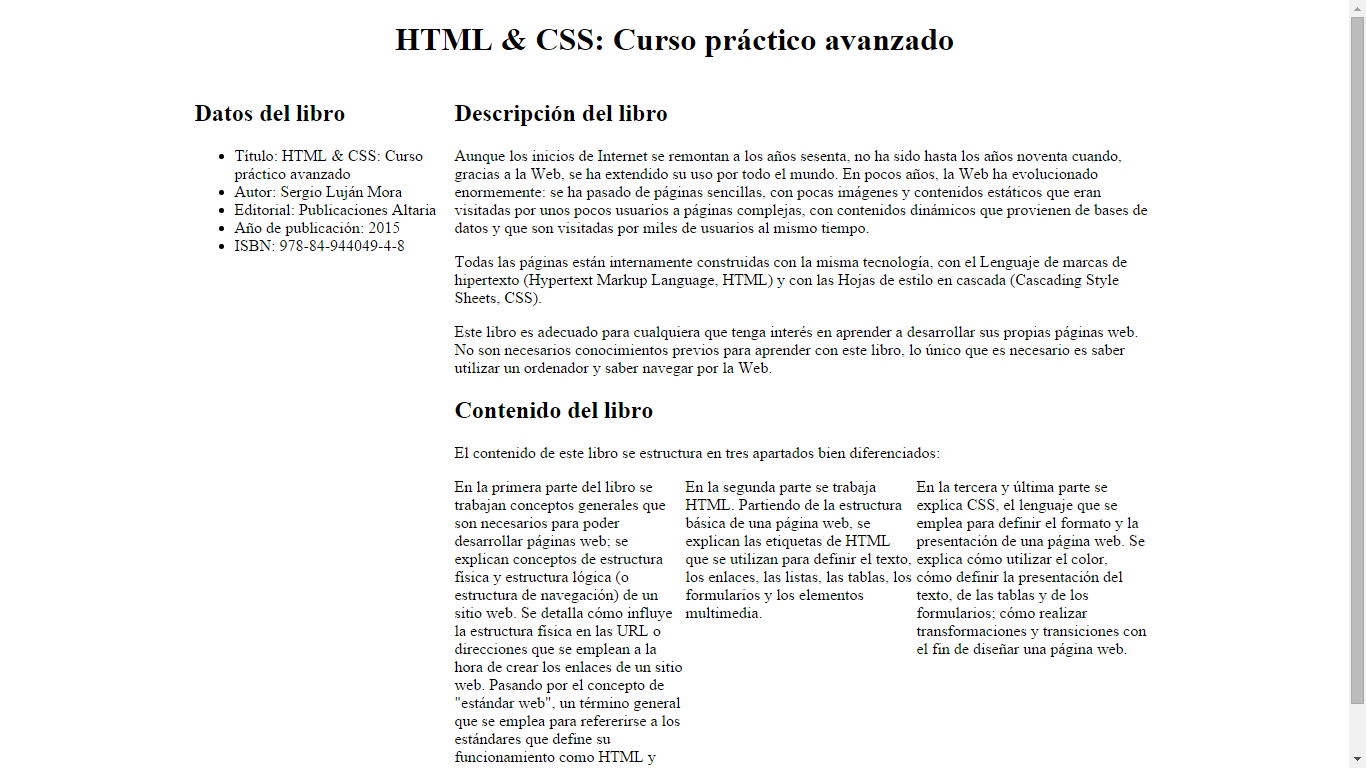 HTML & CSS: Curso práctico avanzado
Datos del libro
Título: HTML & CSS: Curso
práctico avanzado
Autor: Sergio Luján Mora
Editorial: Publicaciones Altaria
Año de publicación: 2015
ISBN: 978-84-944049-4-8
Descripción del libro
Aunque los inicios de Internet se remontan a los años sesenta, no ha sido hasta los años noventa cuando,
gracias a la Web, se ha extendido su uso por todo el mundo. En pocos años, la Web ha evolucionado
enormemente: se ha pasado de páginas sencillas, con pocas imágenes y contenidos estáticos que eran
visitadas por unos pocos usuarios a páginas complejas, con contenidos dinámicos que provienen de bases de
datos y que son visitadas por miles de usuarios al mismo tiempo.
Todas las páginas están internamente construidas con la misma tecnología, con el Lenguaje de marcas de
hipertexto (Hypertext Markup Language, HTML) y con las Hojas de estilo en cascada (Cascading Style
Sheets, CSS).
Este libro es adecuado para cualquiera que tenga interés en aprender a desarrollar sus propias páginas web.
No son necesarios conocimientos previos para aprender con este libro, lo único que es necesario es saber
utilizar un ordenador y saber navegar por la Web.
Contenido del libro
El contenido de este libro se estructura en tres apartados bien diferenciados:
En la primera parte del libro se
trabajan conceptos generales que
son necesarios para poder
desarrollar páginas web; se
explican conceptos de estructura
física y estructura lógica (o
estructura de navegación) de un
sitio web. Se detalla cómo influye
la estructura física en las URL o
direcciones que se emplean a la
hora de crear los enlaces de un sitio
web. Pasando por el concepto de
"estándar web", un término general
que se emplea para refererirse a los
estándares que define su
funcionamiento como HTML y
En la segunda parte se trabaja
HTML. Partiendo de la estructura
básica de una página web, se
explican las etiquetas de HTML
que se utilizan para definir el texto,
los enlaces, las listas, las tablas, los
formularios y los elementos
multimedia.
En la tercera y última parte se
explica CSS, el lenguaje que se
emplea para definir el formato y la
presentación de una página web. Se
explica cómo utilizar el color,
cómo definir la presentación del
texto, de las tablas y de los
formularios; cómo realizar
transformaciones y transiciones con
el fin de diseñar una página web.